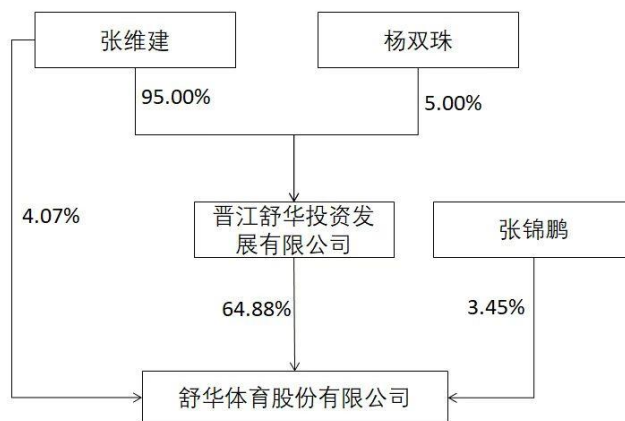 张维建
杨双珠
95.00%
5.00%
4.07%
晋江舒华投资发
展有限公司
张锦鹏
64.88%
3.45%
舒华体育股份有限公司